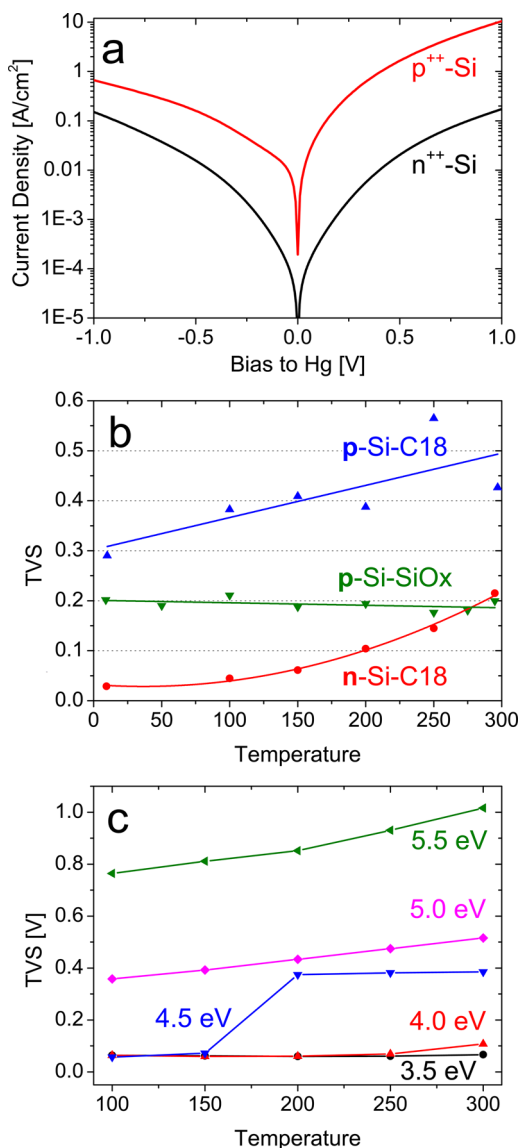 a
10
1
0.1
0.01
1E-3
1E-4
1E-5
Current Density [A/cm²]
p⁺⁺-Si
n⁺⁺-Si
-1.0 -0.5 0.0 0.5 1.0
Bias to Hg [V]
b
0.6
0.5
0.4
0.3
0.2
0.1
0.0
TVS
p-Si-C18
p-Si-SiOx
n-Si-C18
0 50 100 150 200 250 300
Temperature
c
1.0
0.8
0.6
0.4
0.2
0.0
TVS [V]
5.5 eV
5.0 eV
4.5 eV
4.0 eV
3.5 eV
100 150 200 250 300
Temperature